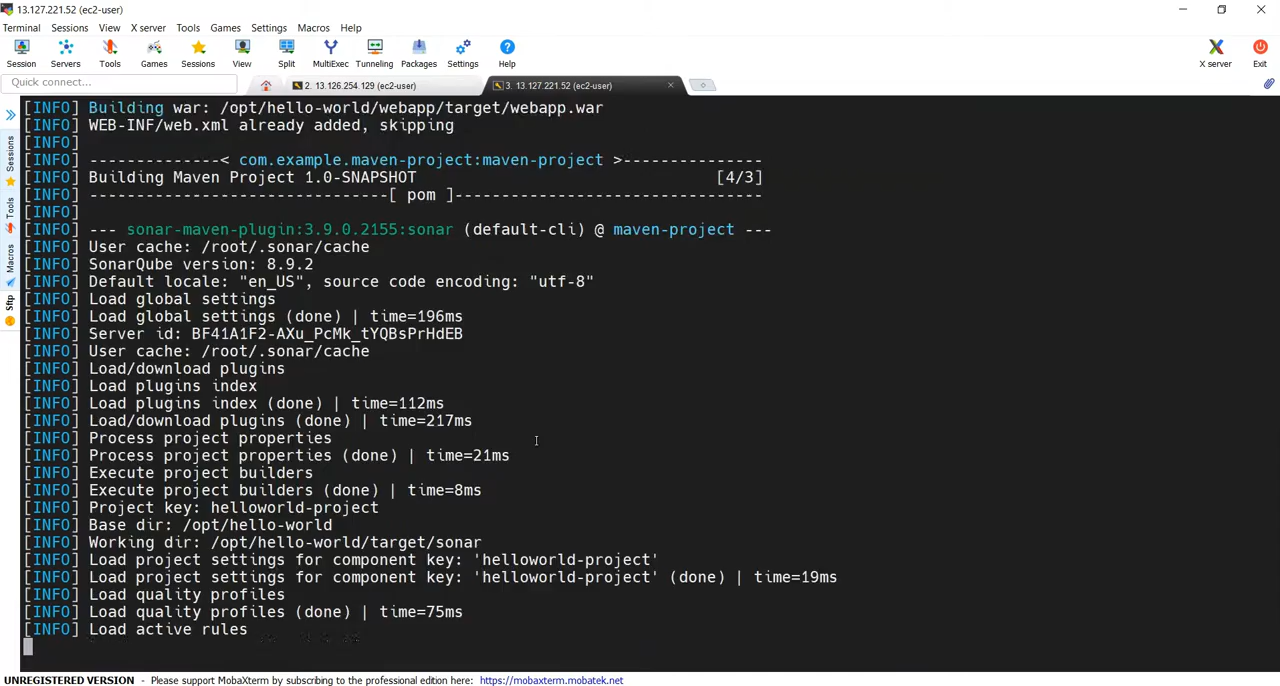 13.127.221.52 (ec2-user)
Terminal Sessions View X server Tools Games Settings Macros Help
Session Servers Tools Games Sessions View Split MultiExec Tunneling Packages Settings Help X server Exit
Quick connect...
2. 13.126.254.129 (ec2-user)
3. 13.127.221.52 (ec2-user)
Sessions
Tools
Macros
Sftp
[INFO] Building war: /opt/hello-world/webapp/target/webapp.war
[INFO] WEB-INF/web.xml already added, skipping
[INFO]
[INFO] --------------< com.example.maven-project:maven-project >---------------
[INFO] Building Maven Project 1.0-SNAPSHOT [4/3]
[INFO] --------------------------------[ pom ]---------------------------------
[INFO]
[INFO] --- sonar-maven-plugin:3.9.0.2155:sonar (default-cli) @ maven-project ---
[INFO] User cache: /root/.sonar/cache
[INFO] SonarQube version: 8.9.2
[INFO] Default locale: "en_US", source code encoding: "utf-8"
[INFO] Load global settings
[INFO] Load global settings (done) | time=196ms
[INFO] Server id: BF41A1F2-AXu_PcMk_tYQBsPrHdEB
[INFO] User cache: /root/.sonar/cache
[INFO] Load/download plugins
[INFO] Load plugins index
[INFO] Load plugins index (done) | time=112ms
[INFO] Load/download plugins (done) | time=217ms
[INFO] Process project properties
[INFO] Process project properties (done) | time=21ms
[INFO] Execute project builders
[INFO] Execute project builders (done) | time=8ms
[INFO] Project key: helloworld-project
[INFO] Base dir: /opt/hello-world
[INFO] Working dir: /opt/hello-world/target/sonar
[INFO] Load project settings for component key: 'helloworld-project'
[INFO] Load project settings for component key: 'helloworld-project' (done) | time=19ms
[INFO] Load quality profiles
[INFO] Load quality profiles (done) | time=75ms
[INFO] Load active rules
UNREGISTERED VERSION - Please support MobaXterm by subscribing to the professional edition here: https://mobaxterm.mobatek.net